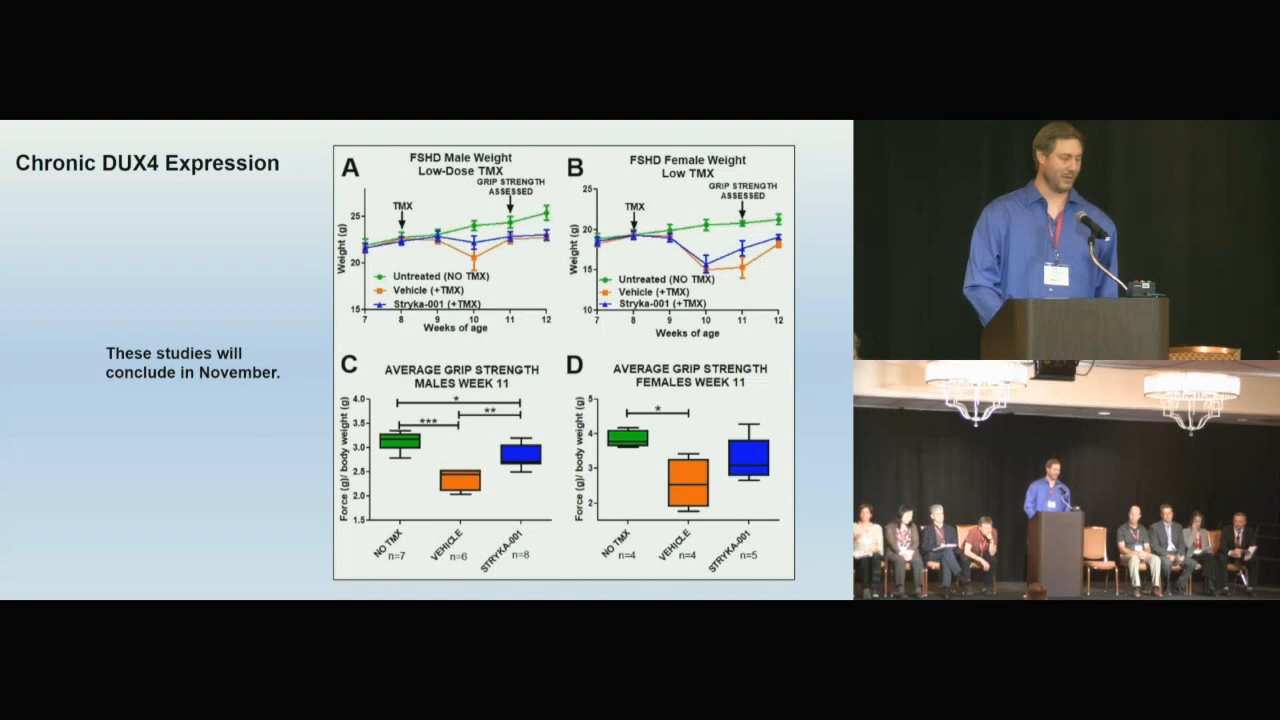 Chronic DUX4 Expression
These studies will
conclude in November.
A
FSHD Male Weight
Low-Dose TMX
GRIP STRENGTH
ASSESSED
TMX
Weight (g)
25
20
15
Untreated (NO TMX)
Vehicle (+TMX)
Stryka-001 (+TMX)
7 8 9 10 11 12
Weeks of age
B
FSHD Female Weight
Low TMX
GRIP STRENGTH
ASSESSED
TMX
Weight (g)
25
20
15
10
Untreated (NO TMX)
Vehicle (+TMX)
Stryka-001 (+TMX)
7 8 9 10 11 12
Weeks of age
C
AVERAGE GRIP STRENGTH
MALES WEEK 11
Force (g)/ body weight (g)
4.0
3.5
3.0
2.5
2.0
1.5
*
**
***
NO TMX
VEHICLE
STRYKA-001
n=7
n=6
n=8
D
AVERAGE GRIP STRENGTH
FEMALES WEEK 11
Force (g)/ body weight (g)
5
4
3
2
*
NO TMX
VEHICLE
STRYKA-001
n=4
n=4
n=5